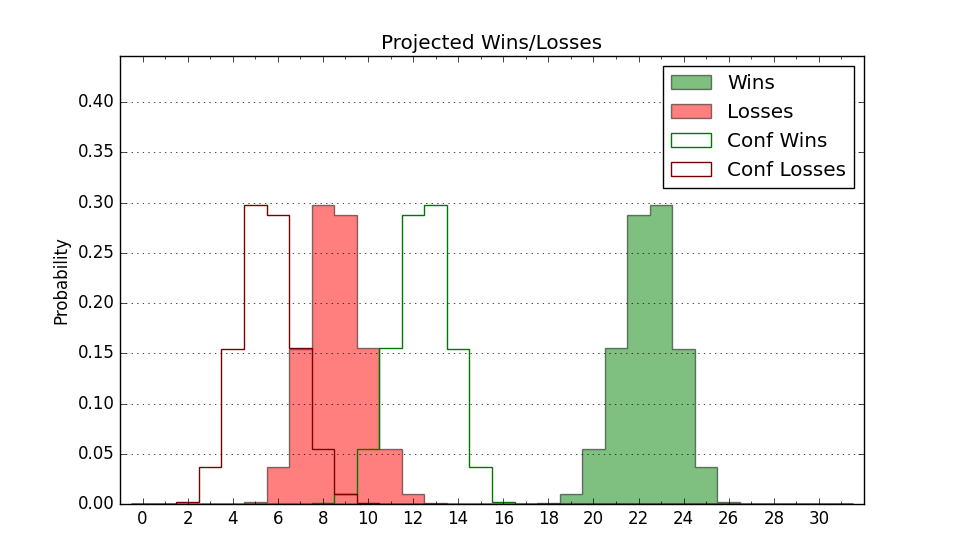 Projected Wins/Losses
Wins
Losses
Conf Wins
Conf Losses
Probability
0.40
0.35
0.30
0.25
0.20
0.15
0.10
0.05
0.00
0 2 4 6 8 10 12 14 16 18 20 22 24 26 28 30